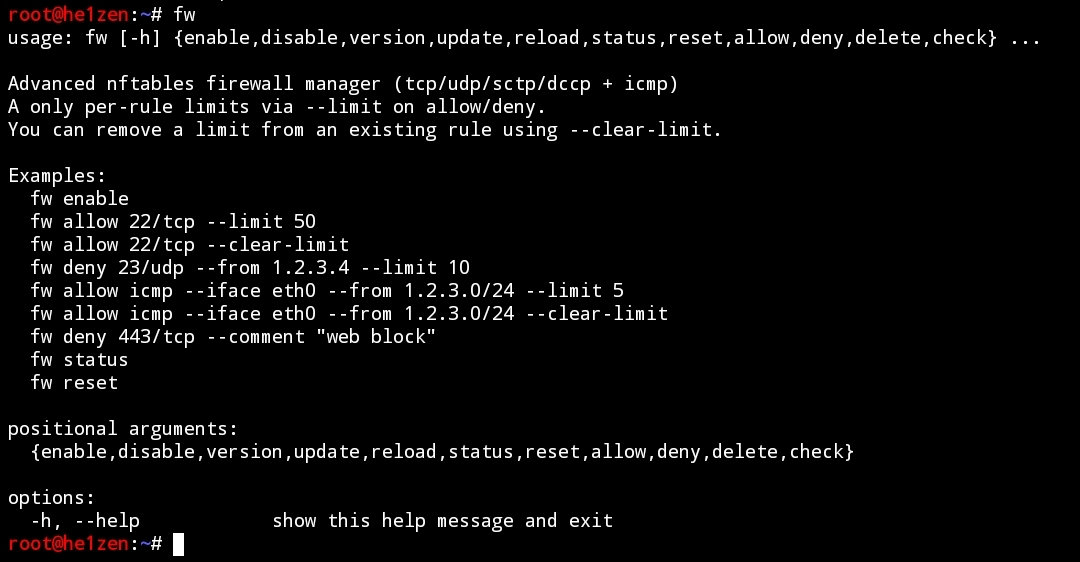 root@he1zen:~# fw
usage: fw [-h] {enable,disable,version,update,reload,status,reset,allow,deny,delete,check} ...
Advanced nftables firewall manager (tcp/udp/sctp/dccp + icmp)
A only per-rule limits via --limit on allow/deny.
You can remove a limit from an existing rule using --clear-limit.
Examples:
fw enable
fw allow 22/tcp --limit 50
fw allow 22/tcp --clear-limit
fw deny 23/udp --from 1.2.3.4 --limit 10
fw allow icmp --iface eth0 --from 1.2.3.0/24 --limit 5
fw allow icmp --iface eth0 --from 1.2.3.0/24 --clear-limit
fw deny 443/tcp --comment "web block"
fw status
fw reset
positional arguments:
{enable,disable,version,update,reload,status,reset,allow,deny,delete,check}
options:
-h, --help show this help message and exit
root@he1zen:~#